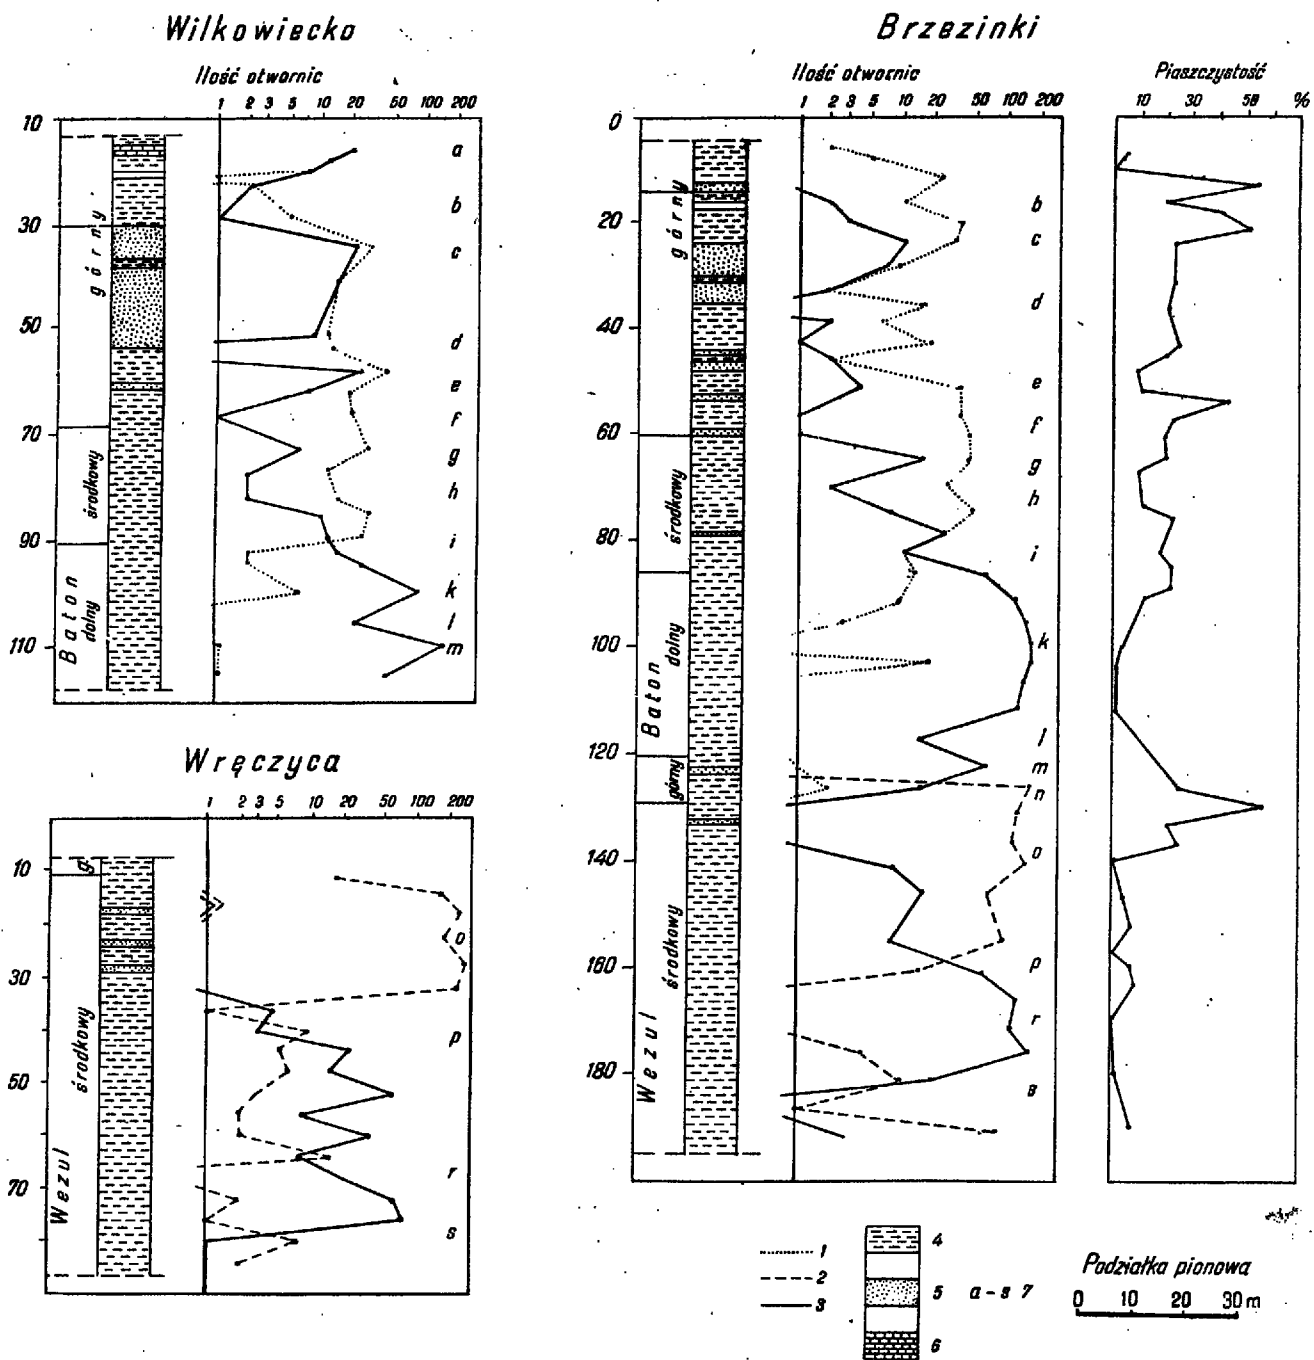 Wilkowiecko
Ilość otwornic
1 2 3 5 10 20 50 100 200
10
30
50
70
90
110
górny
środkowy
dolny
Baton
a
b
c
d
e
f
g
h
i
k
l
m
Wręczyca
1 2 3 5 10 20 50 100 200
10
30
50
70
g.
środkowy
Wezul
o
p
r
s
Brzezinki
Ilość otwornic
1 2 3 5 10 20 50 100 200
0
20
40
60
80
100
120
140
160
180
górny
środkowy
dolny
Baton
górny
środkowy
Wezul
b
c
d
e
f
g
h
i
k
l
m
n
o
p
r
s
Piaszczystość
10 30 50 %
1
2
3
4
5
6
a-s 7
Podziałka pionowa
0 10 20 30 m